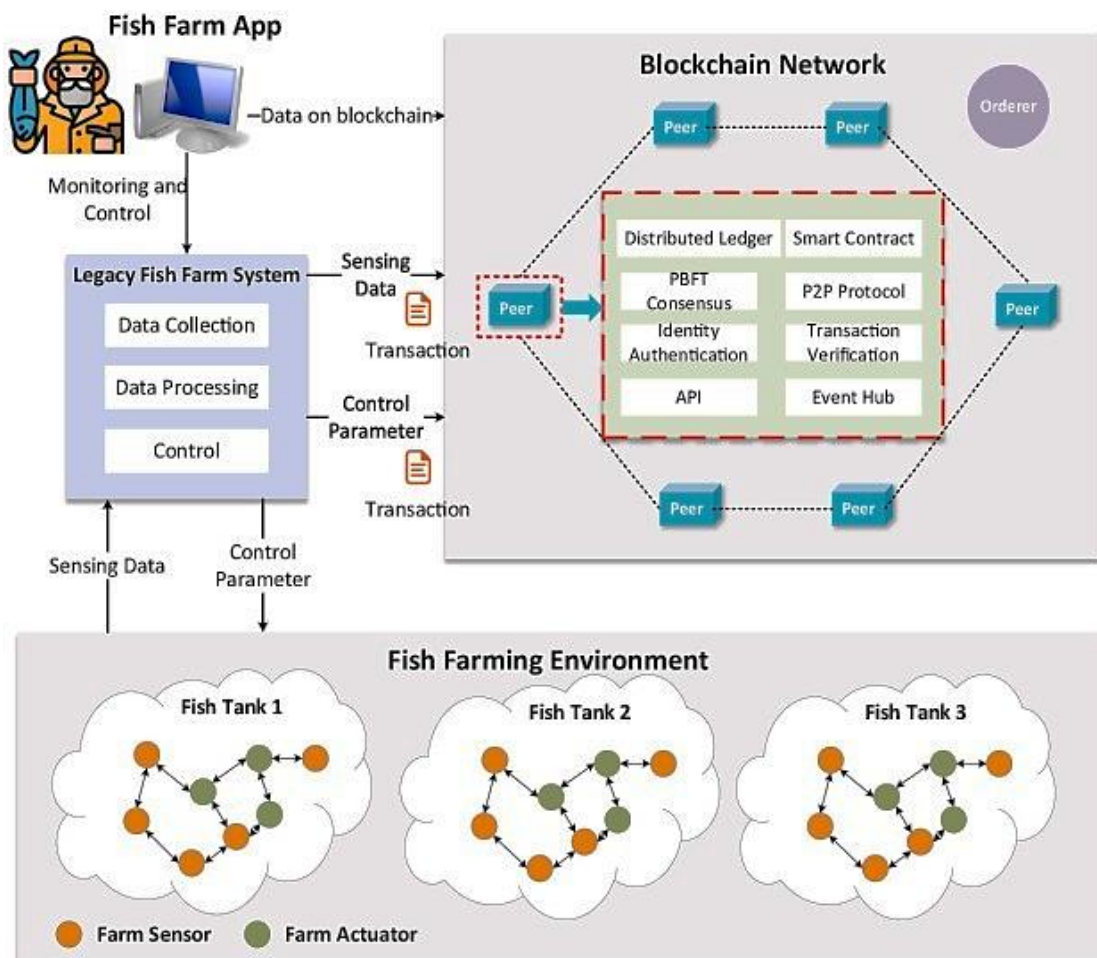 Fish Farm App
Data on blockchain
Monitoring and
Control
Legacy Fish Farm System
Data Collection
Data Processing
Control
Sensing
Data
Transaction
Control
Parameter
Transaction
Sensing Data
Control
Parameter
Blockchain Network
Orderer
Peer
Peer
Peer
Peer
Peer
Peer
Distributed Ledger
Smart Contract
PBFT
Consensus
P2P Protocol
Identity
Authentication
Transaction
Verification
API
Event Hub
Fish Farming Environment
Fish Tank 1
Fish Tank 2
Fish Tank 3
Farm Sensor
Farm Actuator